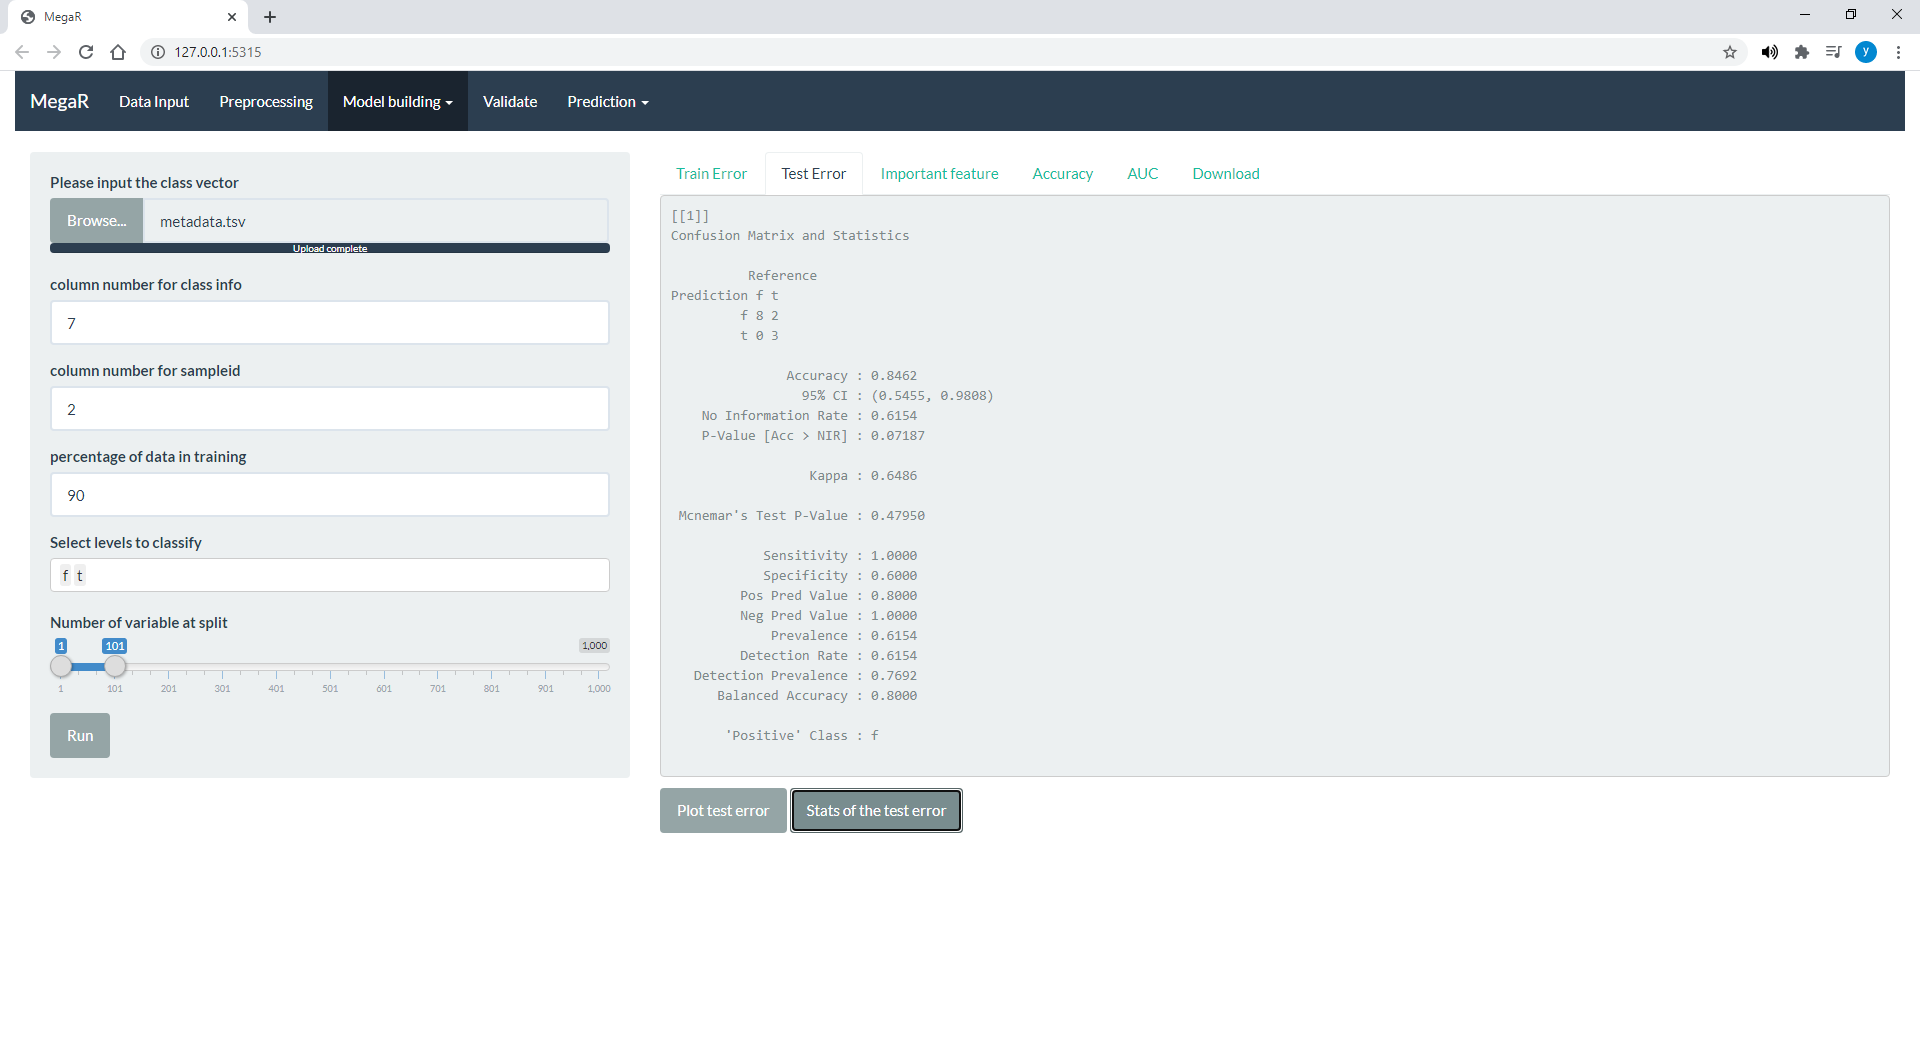 MegaR
127.0.0.1:5315
y
MegaR Data Input Preprocessing Model building Validate Prediction
Please input the class vector
Browse... metadata.tsv
Upload complete
column number for class info
7
column number for sampleid
2
percentage of data in training
90
Select levels to classify
f t
Number of variable at split
1 101 1,000
1 101 201 301 401 501 601 701 801 901 1,000
Run
Train Error Test Error Important feature Accuracy AUC Download
[[1]]
Confusion Matrix and Statistics
Reference
Prediction f t
f 8 2
t 0 3
Accuracy : 0.8462
95% CI : (0.5455, 0.9808)
No Information Rate : 0.6154
P-Value [Acc > NIR] : 0.07187
Kappa : 0.6486
Mcnemar's Test P-Value : 0.47950
Sensitivity : 1.0000
Specificity : 0.6000
Pos Pred Value : 0.8000
Neg Pred Value : 1.0000
Prevalence : 0.6154
Detection Rate : 0.6154
Detection Prevalence : 0.7692
Balanced Accuracy : 0.8000
'Positive' Class : f
Plot test error Stats of the test error